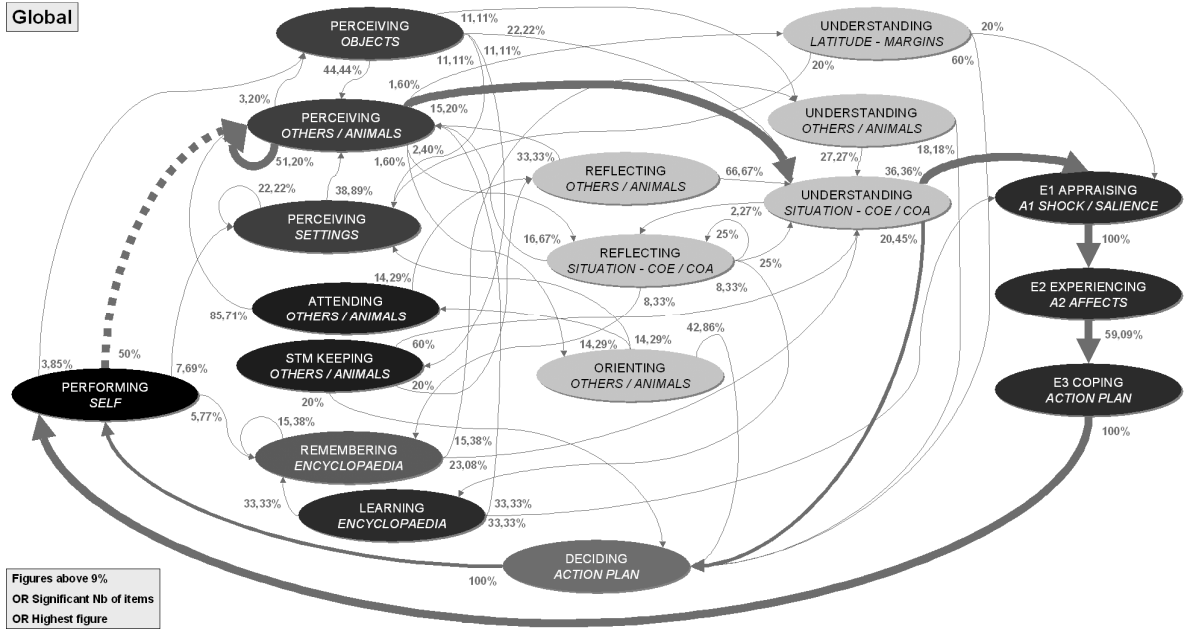 Global
PERCEIVING
OBJECTS
11,11%
22,22%
11,11%
11,11%
44,44%
UNDERSTANDING
LATITUDE - MARGINS
20%
20%
60%
3,20%
1,60%
PERCEIVING
OTHERS / ANIMALS
15,20%
51,20%
2,40%
1,60%
UNDERSTANDING
OTHERS / ANIMALS
27,27%
18,18%
33,33%
REFLECTING
OTHERS / ANIMALS
66,67%
36,36%
UNDERSTANDING
SITUATION - COE / COA
2,27%
20,45%
E1 APPRAISING
A1 SHOCK / SALIENCE
100%
22,22%
38,89%
PERCEIVING
SETTINGS
16,67%
25%
REFLECTING
SITUATION - COE / COA
25%
8,33%
8,33%
14,29%
ATTENDING
OTHERS / ANIMALS
85,71%
E2 EXPERIENCING
A2 AFFECTS
59,09%
60%
STM KEEPING
OTHERS / ANIMALS
20%
20%
14,29%
14,29%
42,86%
ORIENTING
OTHERS / ANIMALS
E3 COPING
ACTION PLAN
100%
3,85%
50%
7,69%
PERFORMING
SELF
5,77%
15,38%
REMEMBERING
ENCYCLOPAEDIA
15,38%
23,08%
33,33%
LEARNING
ENCYCLOPAEDIA
33,33%
33,33%
DECIDING
ACTION PLAN
100%
Figures above 9%
OR Significant Nb of items
OR Highest figure